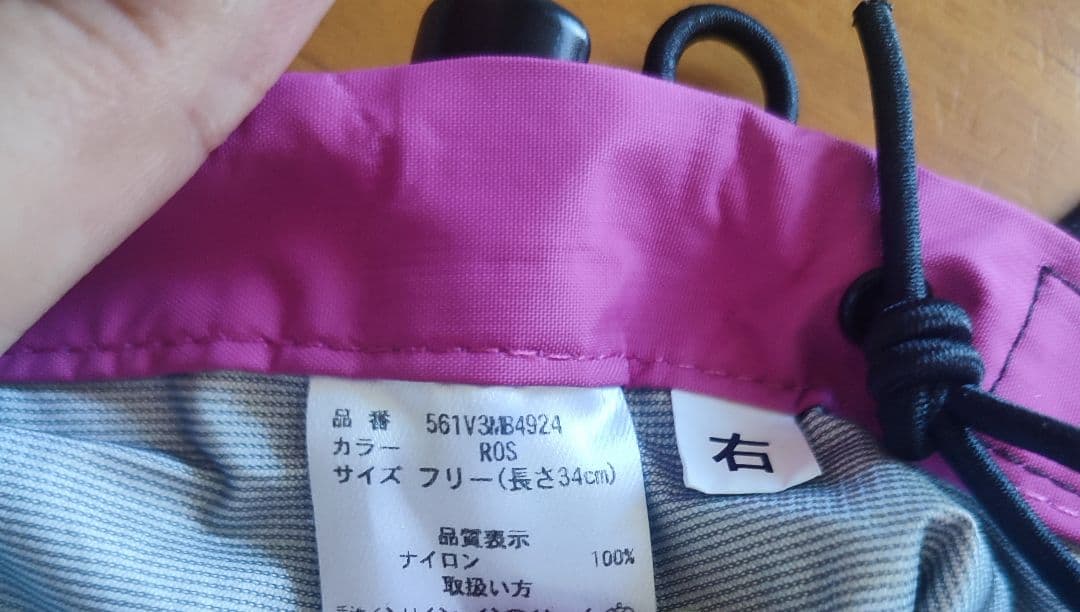 品番 561V3MB4924
カラー ROS
サイズ フリー(長さ34cm)
品質表示
ナイロン 100%
取扱い方
右